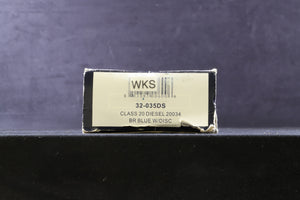 WKS
32-035DS
CLASS 20 DIESEL 20034
BR BLUE W/DISC